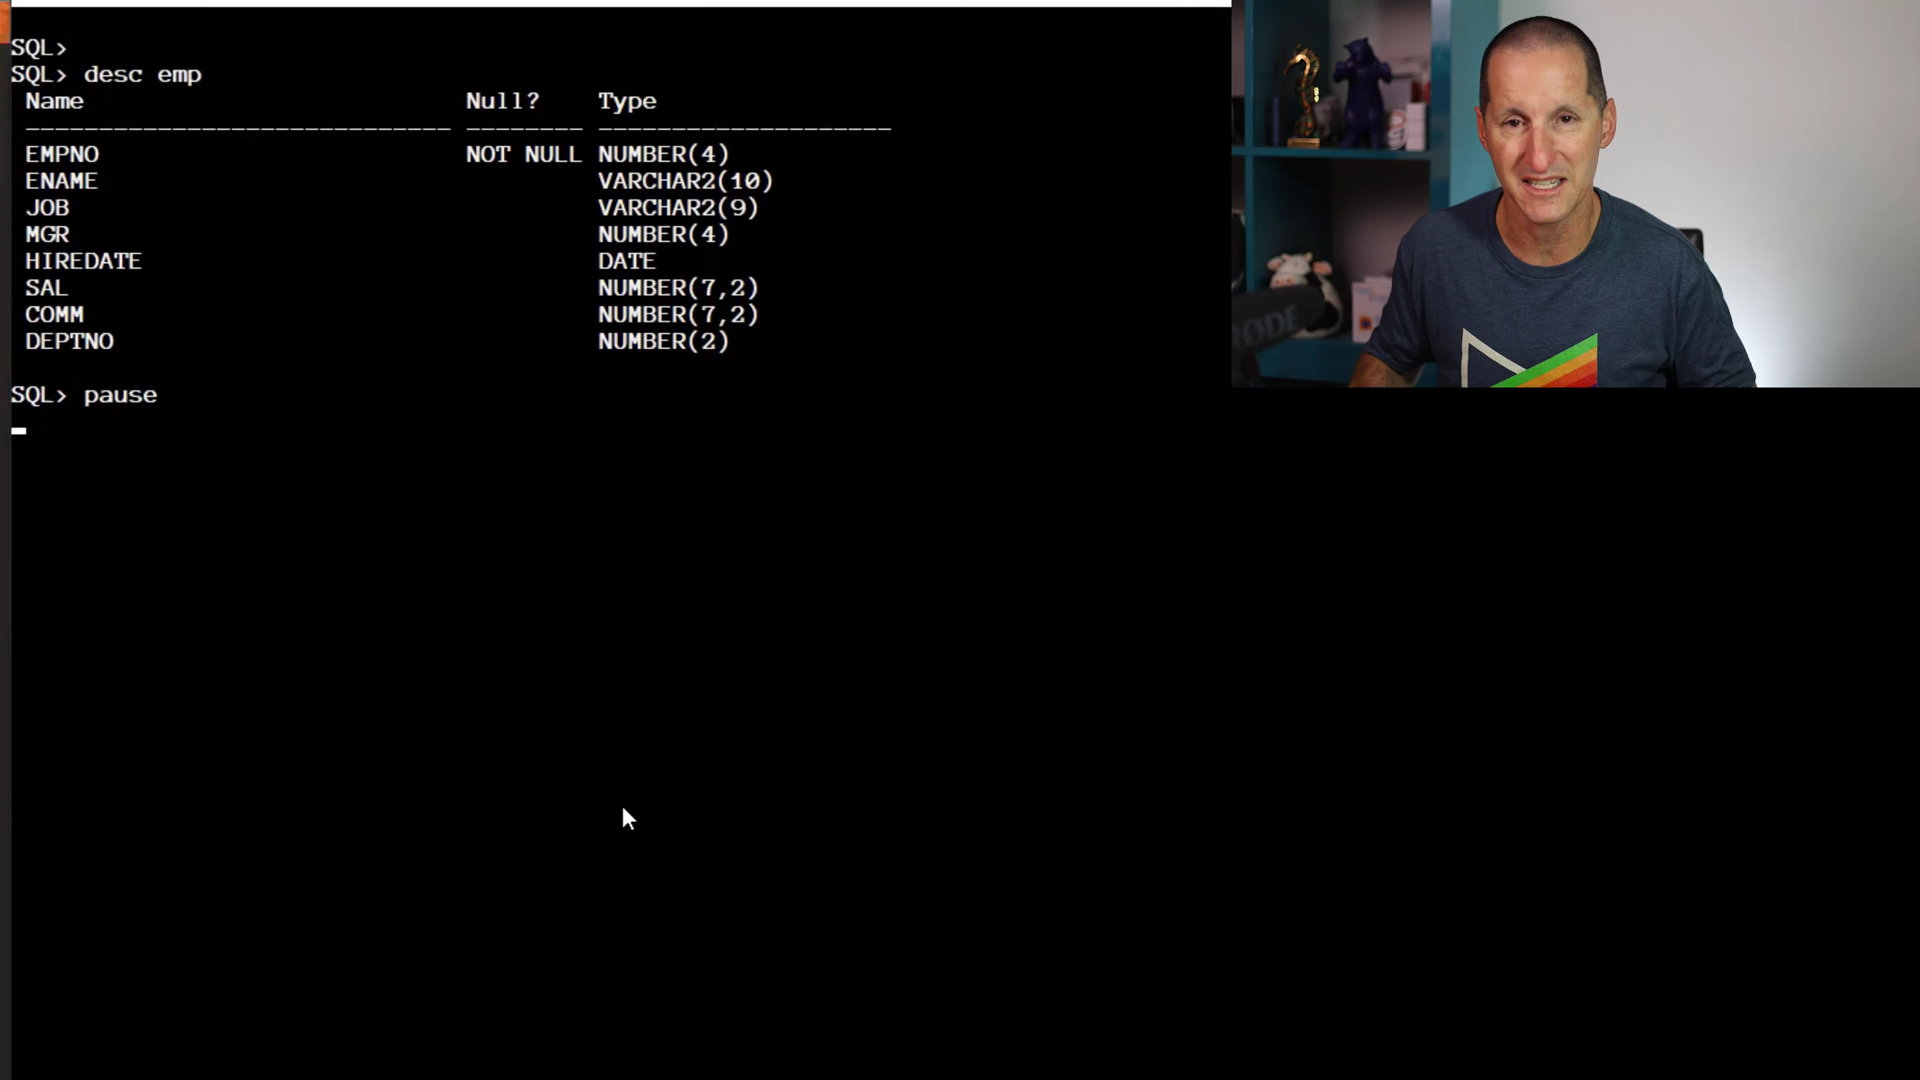 SQL>
SQL> desc emp
Name Null? Type
----------------------------- -------- ----------------------
EMPNO NOT NULL NUMBER(4)
ENAME VARCHAR2(10)
JOB VARCHAR2(9)
MGR NUMBER(4)
HIREDATE DATE
SAL NUMBER(7,2)
COMM NUMBER(7,2)
DEPTNO NUMBER(2)
SQL> pause
RØDE